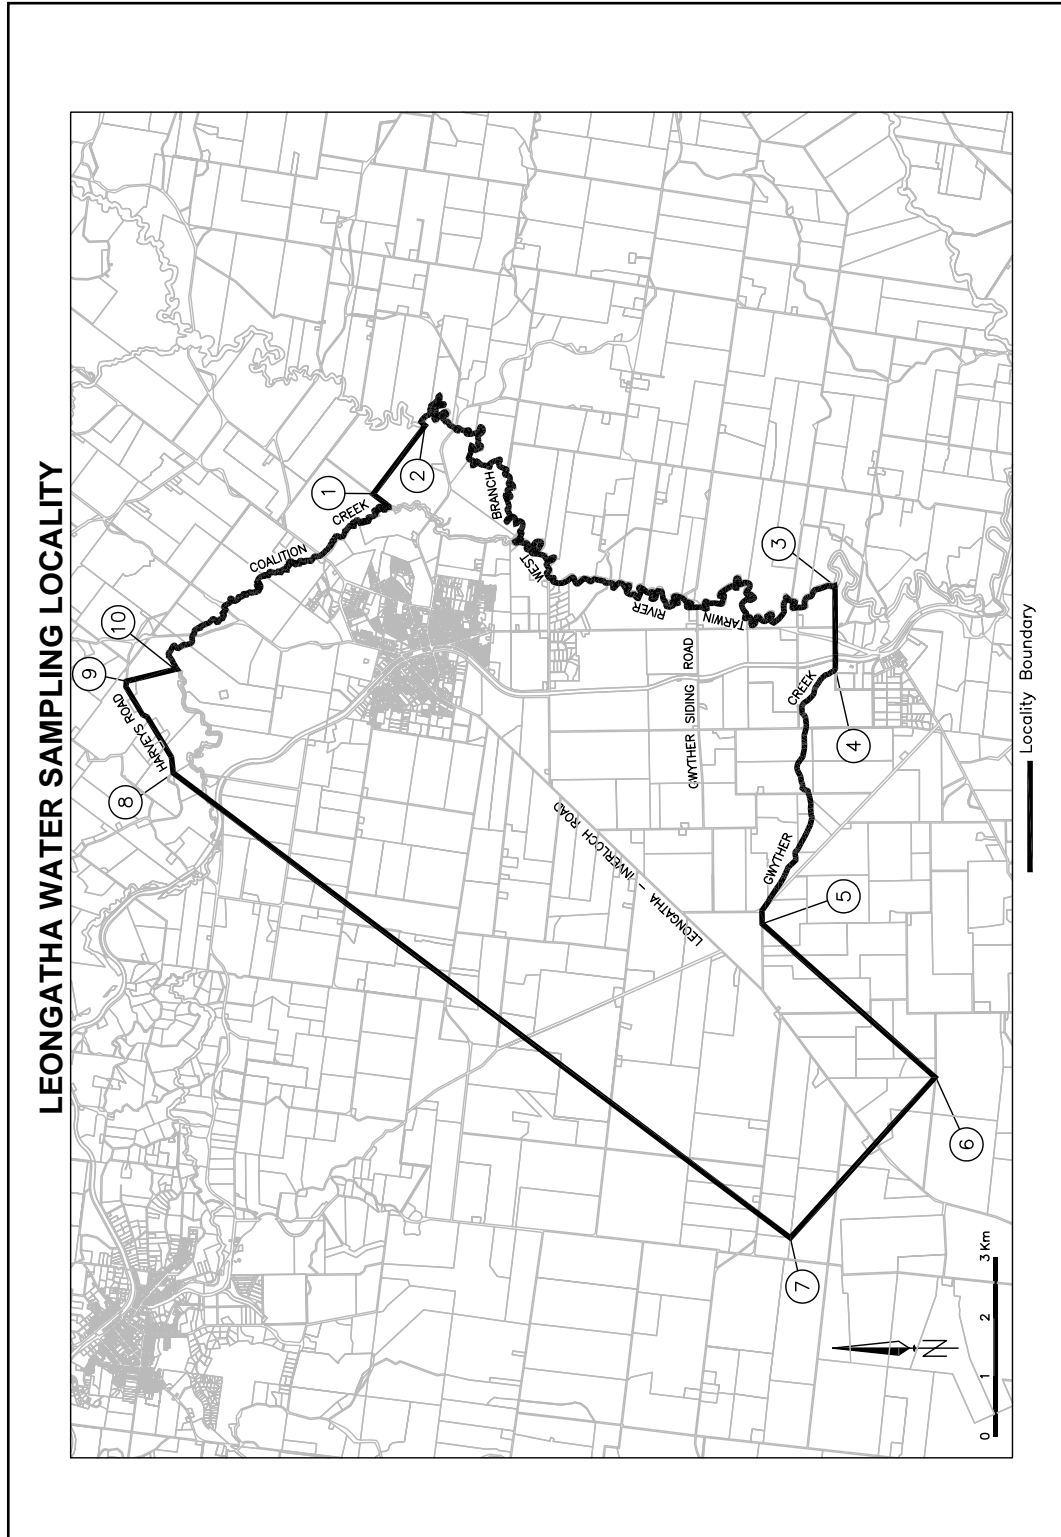 LEONGATHA WATER SAMPLING LOCALITY
9
10
HARVEYS ROAD
8
COALITION
CREEK
1
2
BRANCH
WEST
RIVER
TARWIN
3
GWYTHER SIDING ROAD
LEONGATHA – INVERLOCH ROAD
CREEK
GWYTHER
4
5
6
7
N
0 1 2 3 Km
Locality Boundary